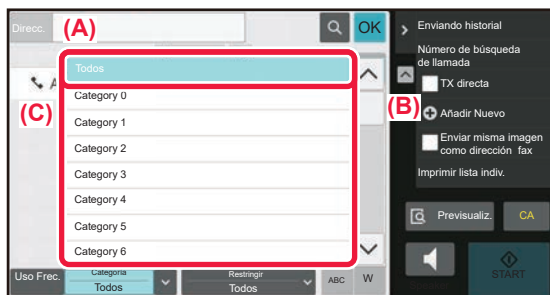 Direcc.
(A)
OK
Enviando historial
Número de búsqueda
de llamada
Todos
A
TX directa
Category 0
(C)
(B)
Añadir Nuevo
Category 1
Category 2
Enviar misma imagen
como dirección fax
Category 3
Imprimir lista indiv.
Category 4
Category 5
Previsualiz.
CA
Category 6
Uso Frec.
Categoría
Todos
Restringir
Todos
ABC
W
START